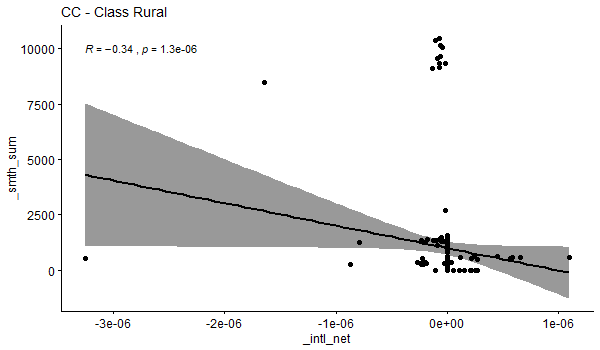 CC - Class Rural
R = −0.34 , p = 1.3e-06
10000
7500
5000
2500
0
_smth_sum
-3e-06
-2e-06
-1e-06
0e+00
1e-06
_intl_net